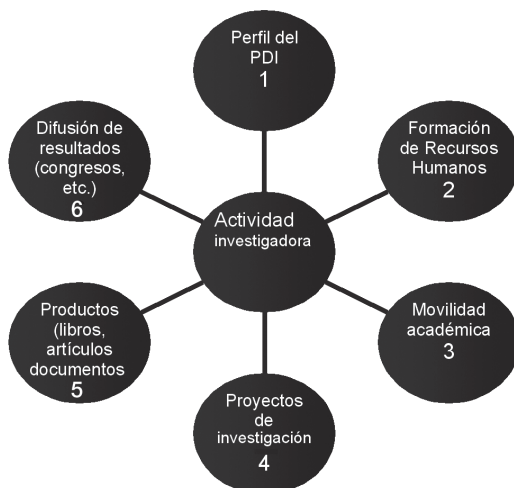 Perfil del
PDI
1
Formación
de Recursos
Humanos
2
Movilidad
académica
3
Proyectos
de
investigación
4
Productos
(libros,
artículos
documentos
5
Difusión de
resultados
(congresos,
etc.)
6
Actividad
investigadora